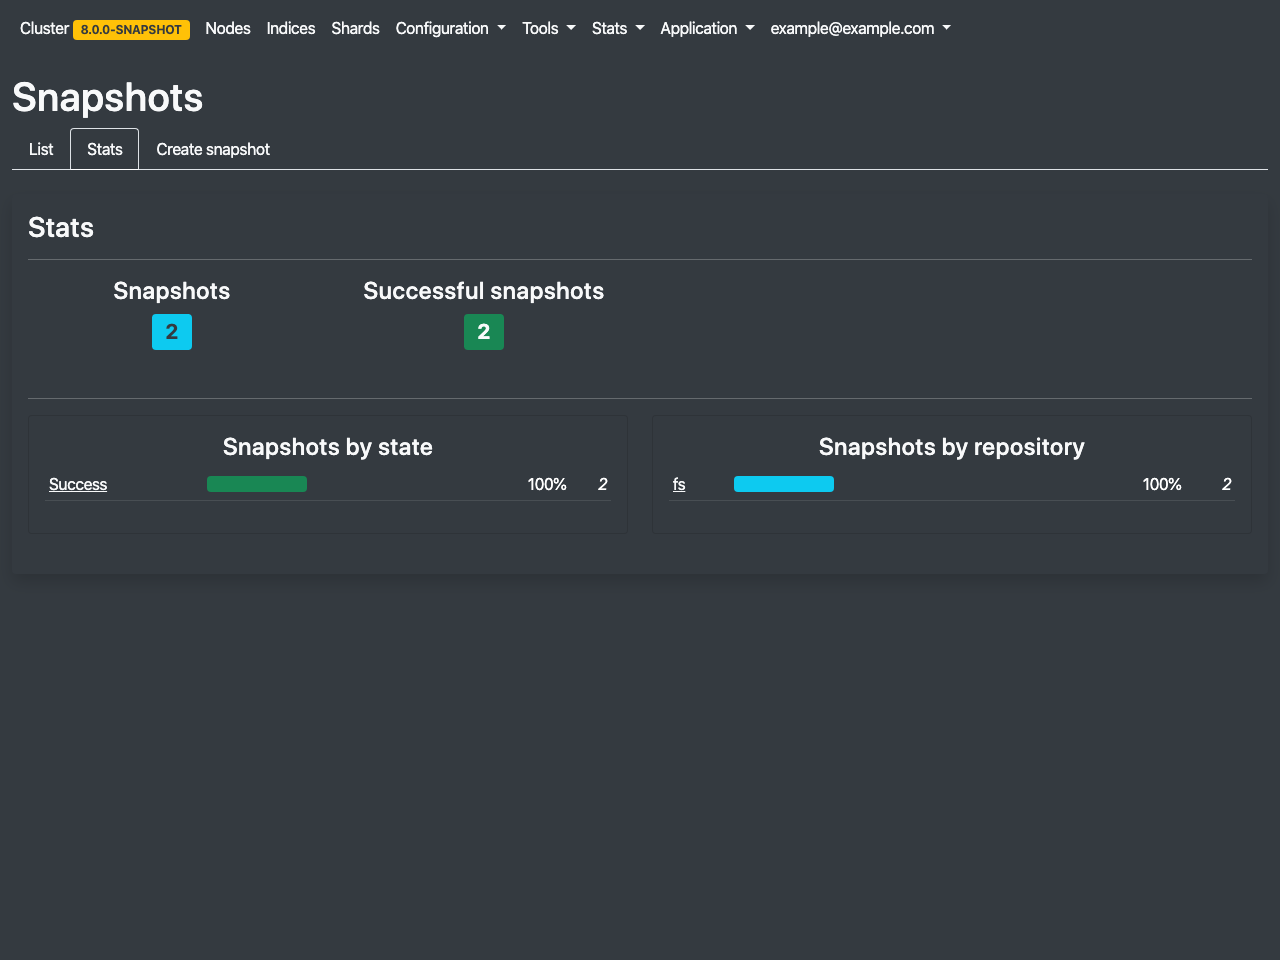 Cluster 8.0.0-SNAPSHOT Nodes Indices Shards Configuration Tools Stats Application example@example.com
Snapshots
List Stats Create snapshot
Stats
Snapshots Successful snapshots
2 2
Snapshots by state
Success 100% 2
Snapshots by repository
fs 100% 2